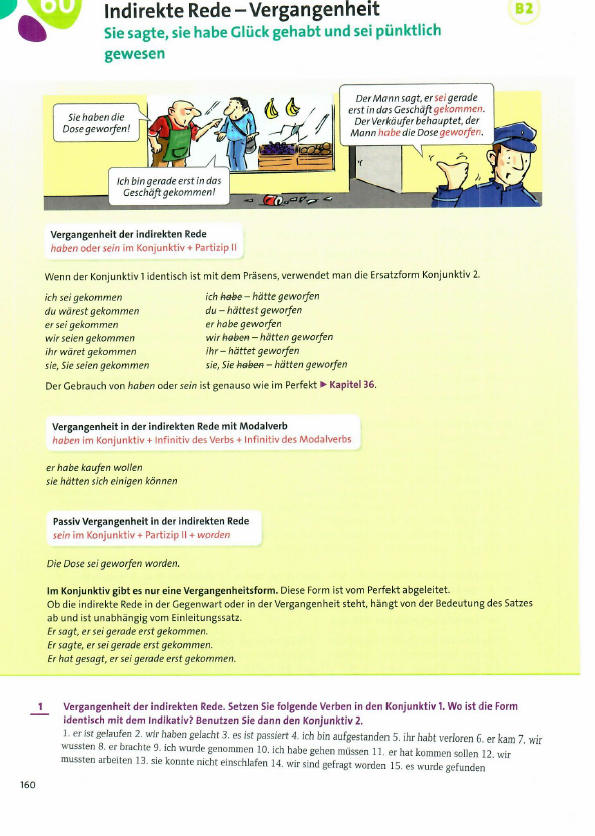 60
Indirekte Rede – Vergangenheit
B2
Sie sagte, sie habe Glück gehabt und sei pünktlich
gewesen
Sie haben die
Dose geworfen!
Ich bin gerade erst in das
Geschäft gekommen!
Der Mann sagt, er sei gerade
erst in das Geschäft gekommen.
Der Verkäufer behauptet, der
Mann habe die Dose geworfen.
Vergangenheit der indirekten Rede
haben oder sein im Konjunktiv + Partizip II
Wenn der Konjunktiv 1 identisch ist mit dem Präsens, verwendet man die Ersatzform Konjunktiv 2.
ich sei gekommen ich habe – hätte geworfen
du wärest gekommen du – hättest geworfen
er sei gekommen er habe geworfen
wir seien gekommen wir haben – hätten geworfen
ihr wäret gekommen ihr – hättet geworfen
sie, Sie seien gekommen sie, Sie haben – hätten geworfen
Der Gebrauch von haben oder sein ist genauso wie im Perfekt ▶ Kapitel 36.
Vergangenheit in der indirekten Rede mit Modalverb
haben im Konjunktiv + Infinitiv des Verbs + Infinitiv des Modalverbs
er habe kaufen wollen
sie hätten sich einigen können
Passiv Vergangenheit in der indirekten Rede
sein im Konjunktiv + Partizip II + worden
Die Dose sei geworfen worden.
Im Konjunktiv gibt es nur eine Vergangenheitsform. Diese Form ist vom Perfekt abgeleitet.
Ob die indirekte Rede in der Gegenwart oder in der Vergangenheit steht, hängt von der Bedeutung des Satzes
ab und ist unabhängig vom Einleitungssatz.
Er sagt, er sei gerade erst gekommen.
Er sagte, er sei gerade erst gekommen.
Er hat gesagt, er sei gerade erst gekommen.
1 Vergangenheit der indirekten Rede. Setzen Sie folgende Verben in den Konjunktiv 1. Wo ist die Form
identisch mit dem Indikativ? Benutzen Sie dann den Konjunktiv 2.
1. er ist gelaufen 2. wir haben gelacht 3. es ist passiert 4. ich bin aufgestanden 5. ihr habt verloren 6. er kam 7. wir
wussten 8. er brachte 9. ich wurde genommen 10. ich habe gehen müssen 11. er hat kommen sollen 12. wir
mussten arbeiten 13. sie konnte nicht einschlafen 14. wir sind gefragt worden 15. es wurde gefunden
160